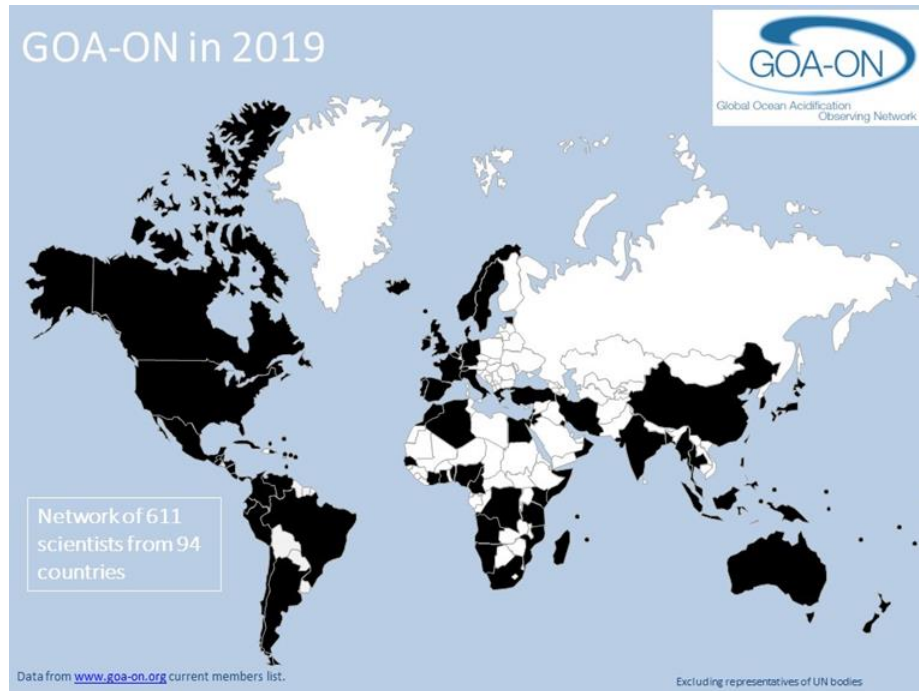 GOA-ON in 2019
GOA-ON
Global Ocean Acidification
Observing Network
Network of 611
scientists from 94
countries
Data from www.goa-on.org current members list.
Excluding representatives of UN bodies